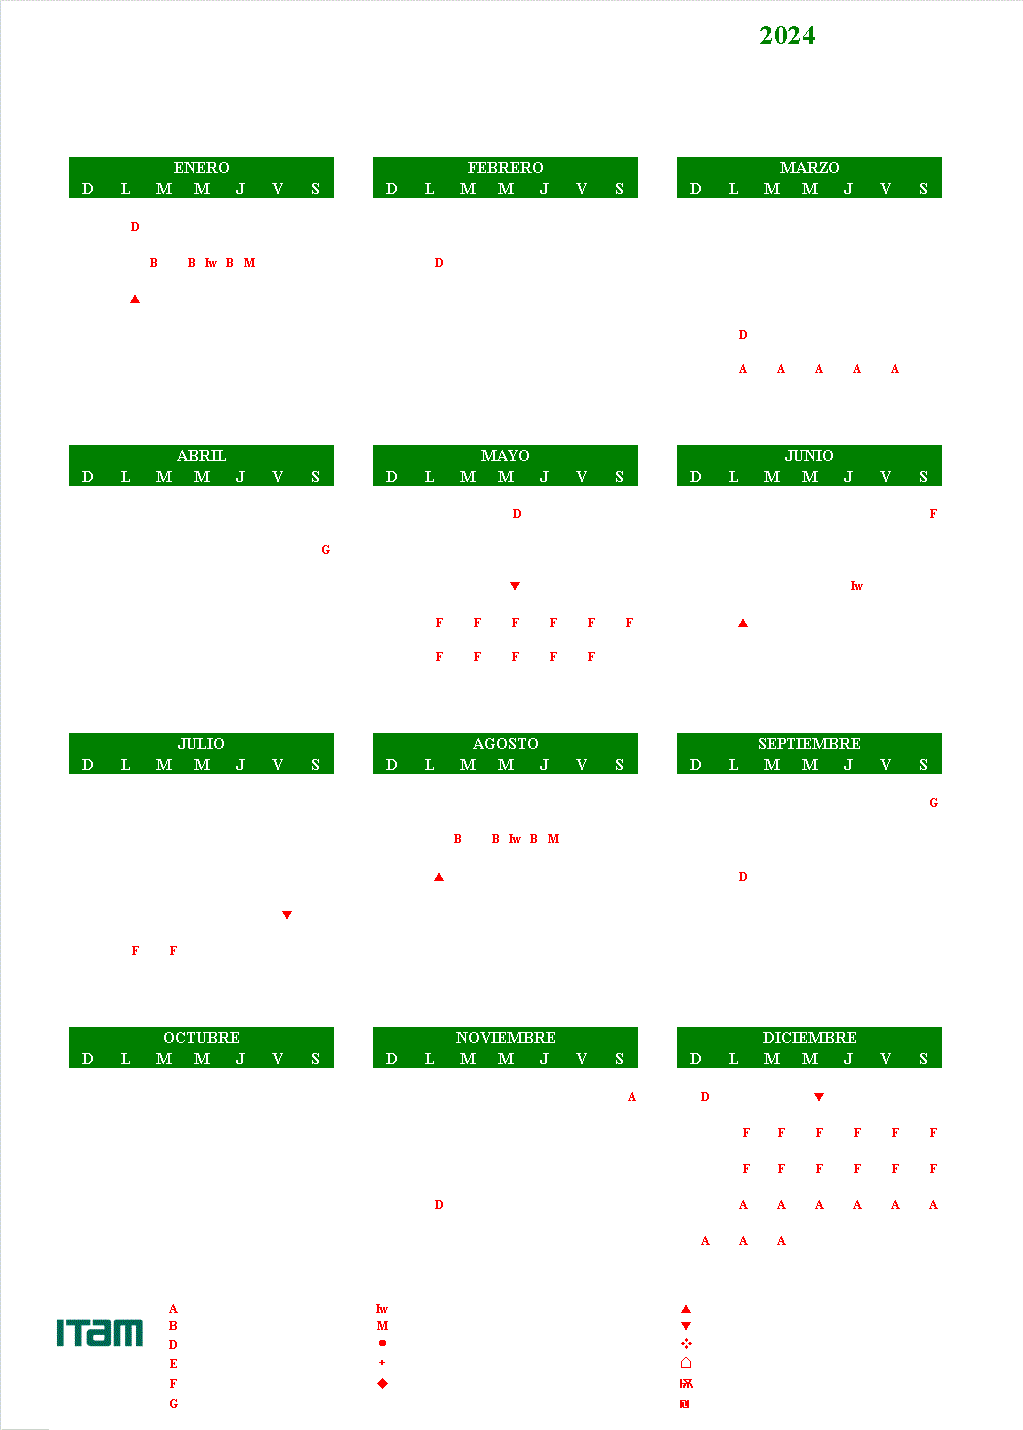 2024
ENERO FEBRERO MARZO
D L M M J V S D L M M J V S D L M M J V S
D
B B Iw B M D
▲
D
A A A A A
ABRIL MAYO JUNIO
D L M M J V S D L M M J V S D L M M J V S
D F
G
▼ Iw
F F F F F F ▲
F F F F F
JULIO AGOSTO SEPTIEMBRE
D L M M J V S D L M M J V S D L M M J V S
G
B B Iw B M
▲ D
▼
F F
OCTUBRE NOVIEMBRE DICIEMBRE
D L M M J V S D L M M J V S D L M M J V S
A D ▼
F F F F F F
F F F F F F
D A A A A A A
A A A
A Iw ▲
ITAM B M ▼
D ● ❖
E +
F ◆
G